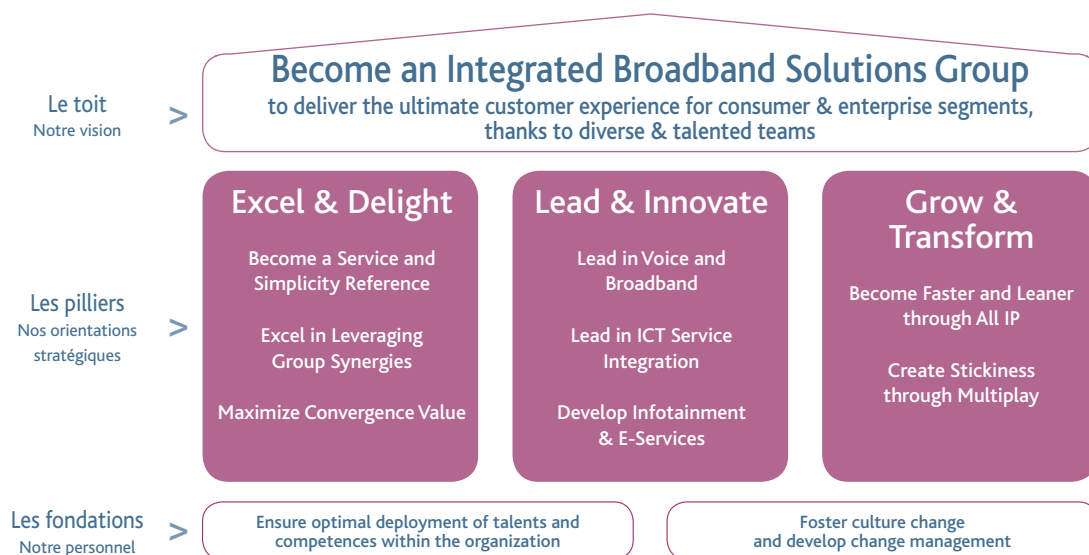 Become an Integrated Broadband Solutions Group
to deliver the ultimate customer experience for consumer & enterprise segments,
thanks to diverse & talented teams
Le toit
Notre vision
>
Excel & Delight
Become a Service and
Simplicity Reference
Excel in Leveraging
Group Synergies
Maximize Convergence Value
Lead & Innovate
Lead in Voice and
Broadband
Lead in ICT Service
Integration
Develop Infotainment
& E-Services
Grow &
Transform
Become Faster and Leaner
through All IP
Create Stickiness
through Multiplay
Les pilliers
Nos orientations
stratégiques
>
Les fondations
Notre personnel
>
Ensure optimal deployment of talents and
competences within the organization
Foster culture change
and develop change management